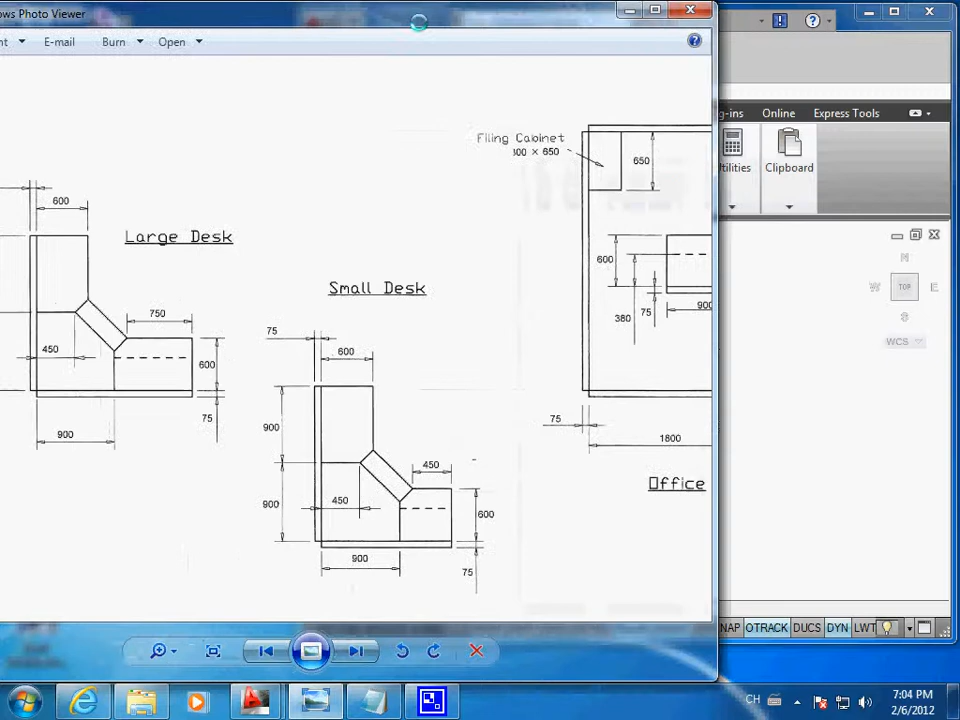 ows Photo Viewer
nt E-mail Burn Open
g-ins Online Express Tools
tilities Clipboard
Filing Cabinet
300 × 650
650
600
Large Desk
Small Desk
600
75
380
900
750
450
600
75
900
75
600
900
450
450
900
600
900
75
75
1800
Office
N
W TOP E
S
WCS
NAP OTRACK DUCS DYN LWT
CH
7:04 PM
2/6/2012